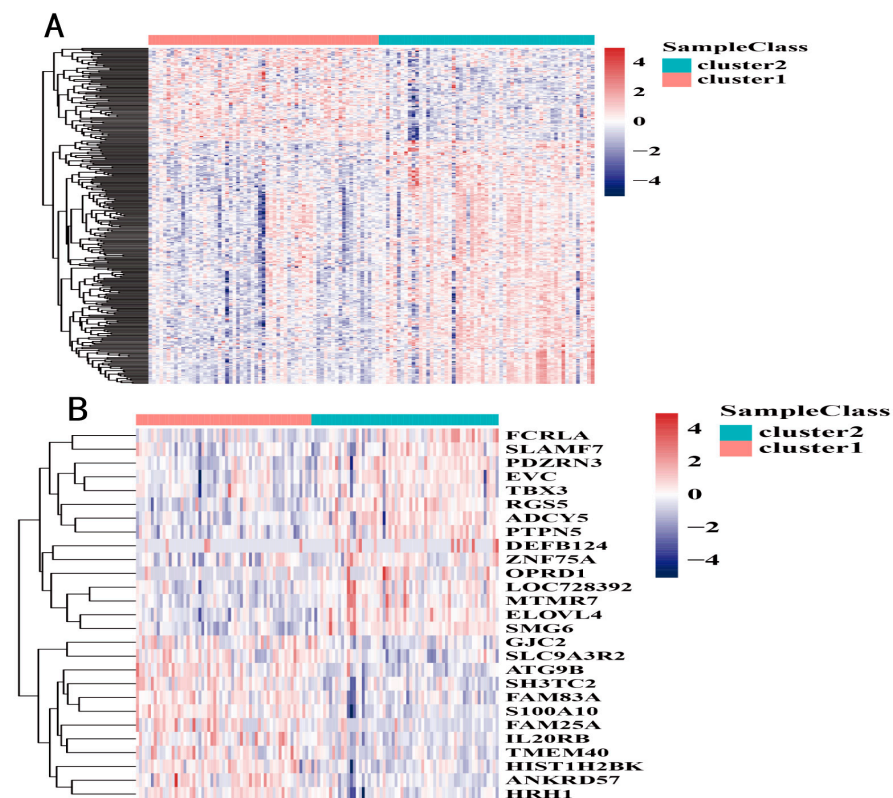 A
SampleClass
cluster2
cluster1
4
2
0
−2
−4
B
SampleClass
cluster2
cluster1
4
2
0
−2
−4
FCRLA
SLAMF7
PDZRN3
EVC
TBX3
RGS5
ADCY5
PTPN5
DEFB124
ZNF75A
OPRD1
LOC728392
MTMR7
ELOVL4
SMG6
GJC2
SLC9A3R2
ATG9B
SH3TC2
FAM83A
S100A10
FAM25A
IL20RB
TMEM40
HIST1H2BK
ANKRD57
HRH1